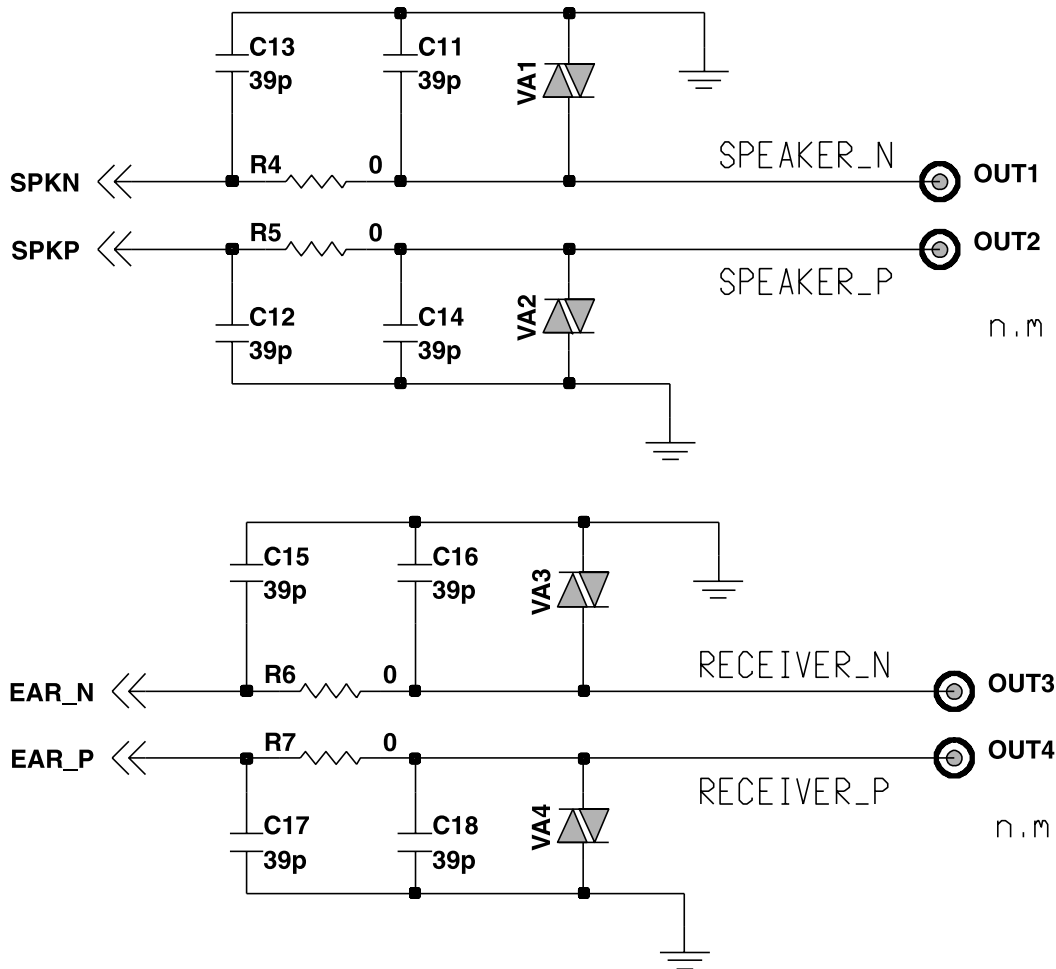 C13
39p
C11
39p
VA1
SPKN
R4
0
SPEAKER_N
OUT1
SPKP
R5
0
OUT2
SPEAKER_P
C12
39p
C14
39p
VA2
n.m
C15
39p
C16
39p
VA3
EAR_N
R6
0
RECEIVER_N
OUT3
EAR_P
R7
0
OUT4
RECEIVER_P
C17
39p
C18
39p
VA4
n.m